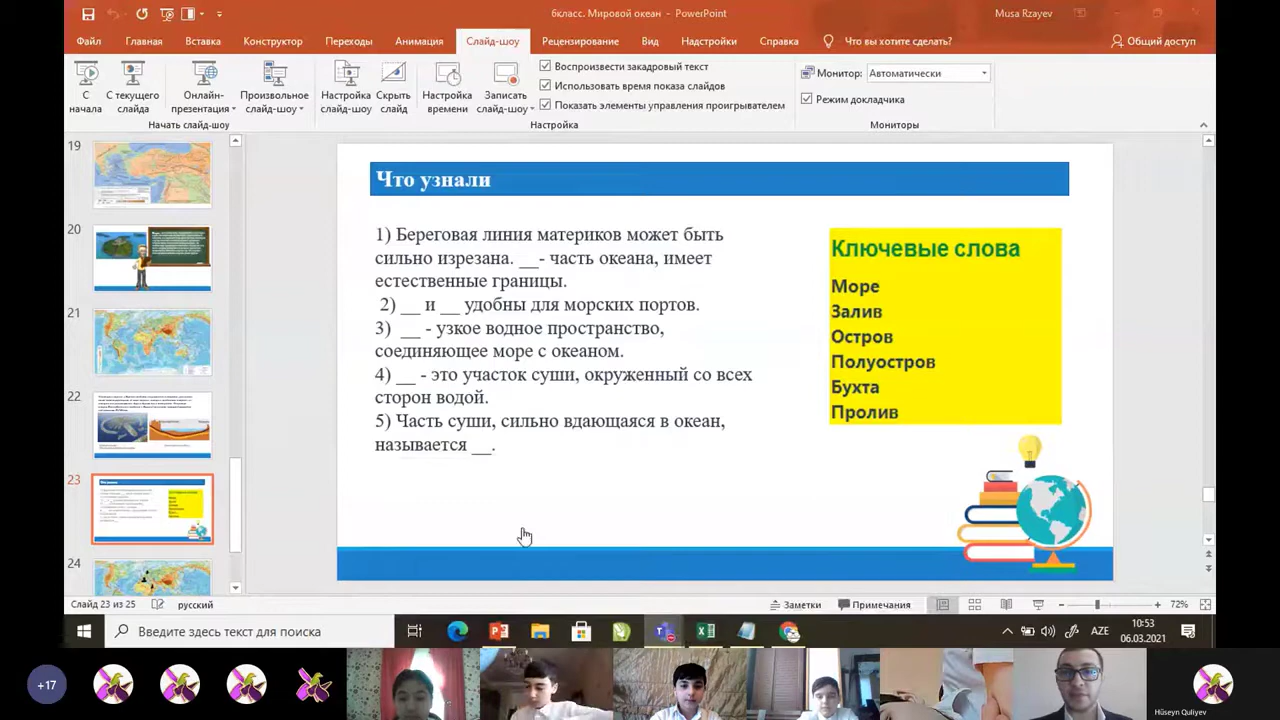 6класс. Мировой океан - PowerPoint
Musa Rzayev
Файл Главная Вставка Конструктор Переходы Анимация Слайд-шоу Рецензирование Вид Надстройки Справка Что вы хотите сделать? Общий доступ
С начала
С текущего слайда
Онлайн-презентация
Произвольное слайд-шоу
Начать слайд-шоу
Настройка слайд-шоу
Скрыть слайд
Настройка времени
Записать слайд-шоу
Воспроизвести закадровый текст
Использовать время показа слайдов
Показать элементы управления проигрывателем
Настройка
Монитор: Автоматически
Режим докладчика
Мониторы
19
20
21
22
23
24
Что узнали
1) Береговая линия материков может быть
сильно изрезана. __- часть океана, имеет
естественные границы.
2) __ и __ удобны для морских портов.
3) __ - узкое водное пространство,
соединяющее море с океаном.
4) __ - это участок суши, окруженный со всех
сторон водой.
5) Часть суши, сильно вдающаяся в океан,
называется __.
Ключевые слова
Море
Залив
Остров
Полуостров
Бухта
Пролив
Слайд 23 из 25 русский Заметки Примечания 72%
Введите здесь текст для поиска
AZE
10:53
06.03.2021
+17
Hüseyn Quliyev